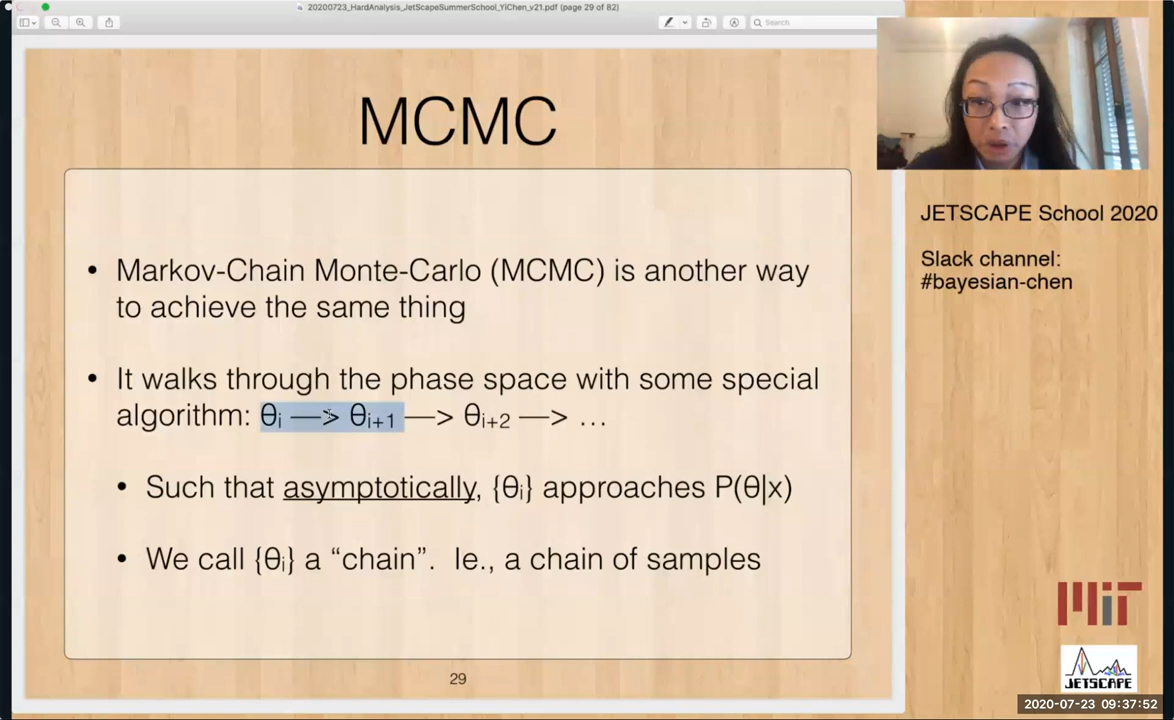 20200723_HardAnalysis_JetScapeSummerSchool_YiChen_v21.pdf (page 29 of 82)
Search
MCMC
• Markov-Chain Monte-Carlo (MCMC) is another way
to achieve the same thing
• It walks through the phase space with some special
algorithm: θi —> θi+1 —> θi+2 —> ...
• Such that asymptotically, {θi} approaches P(θ|x)
• We call {θi} a “chain”. Ie., a chain of samples
29
JETSCAPE School 2020
Slack channel:
#bayesian-chen
MIT
JETSCAPE
2020-07-23 09:37:52